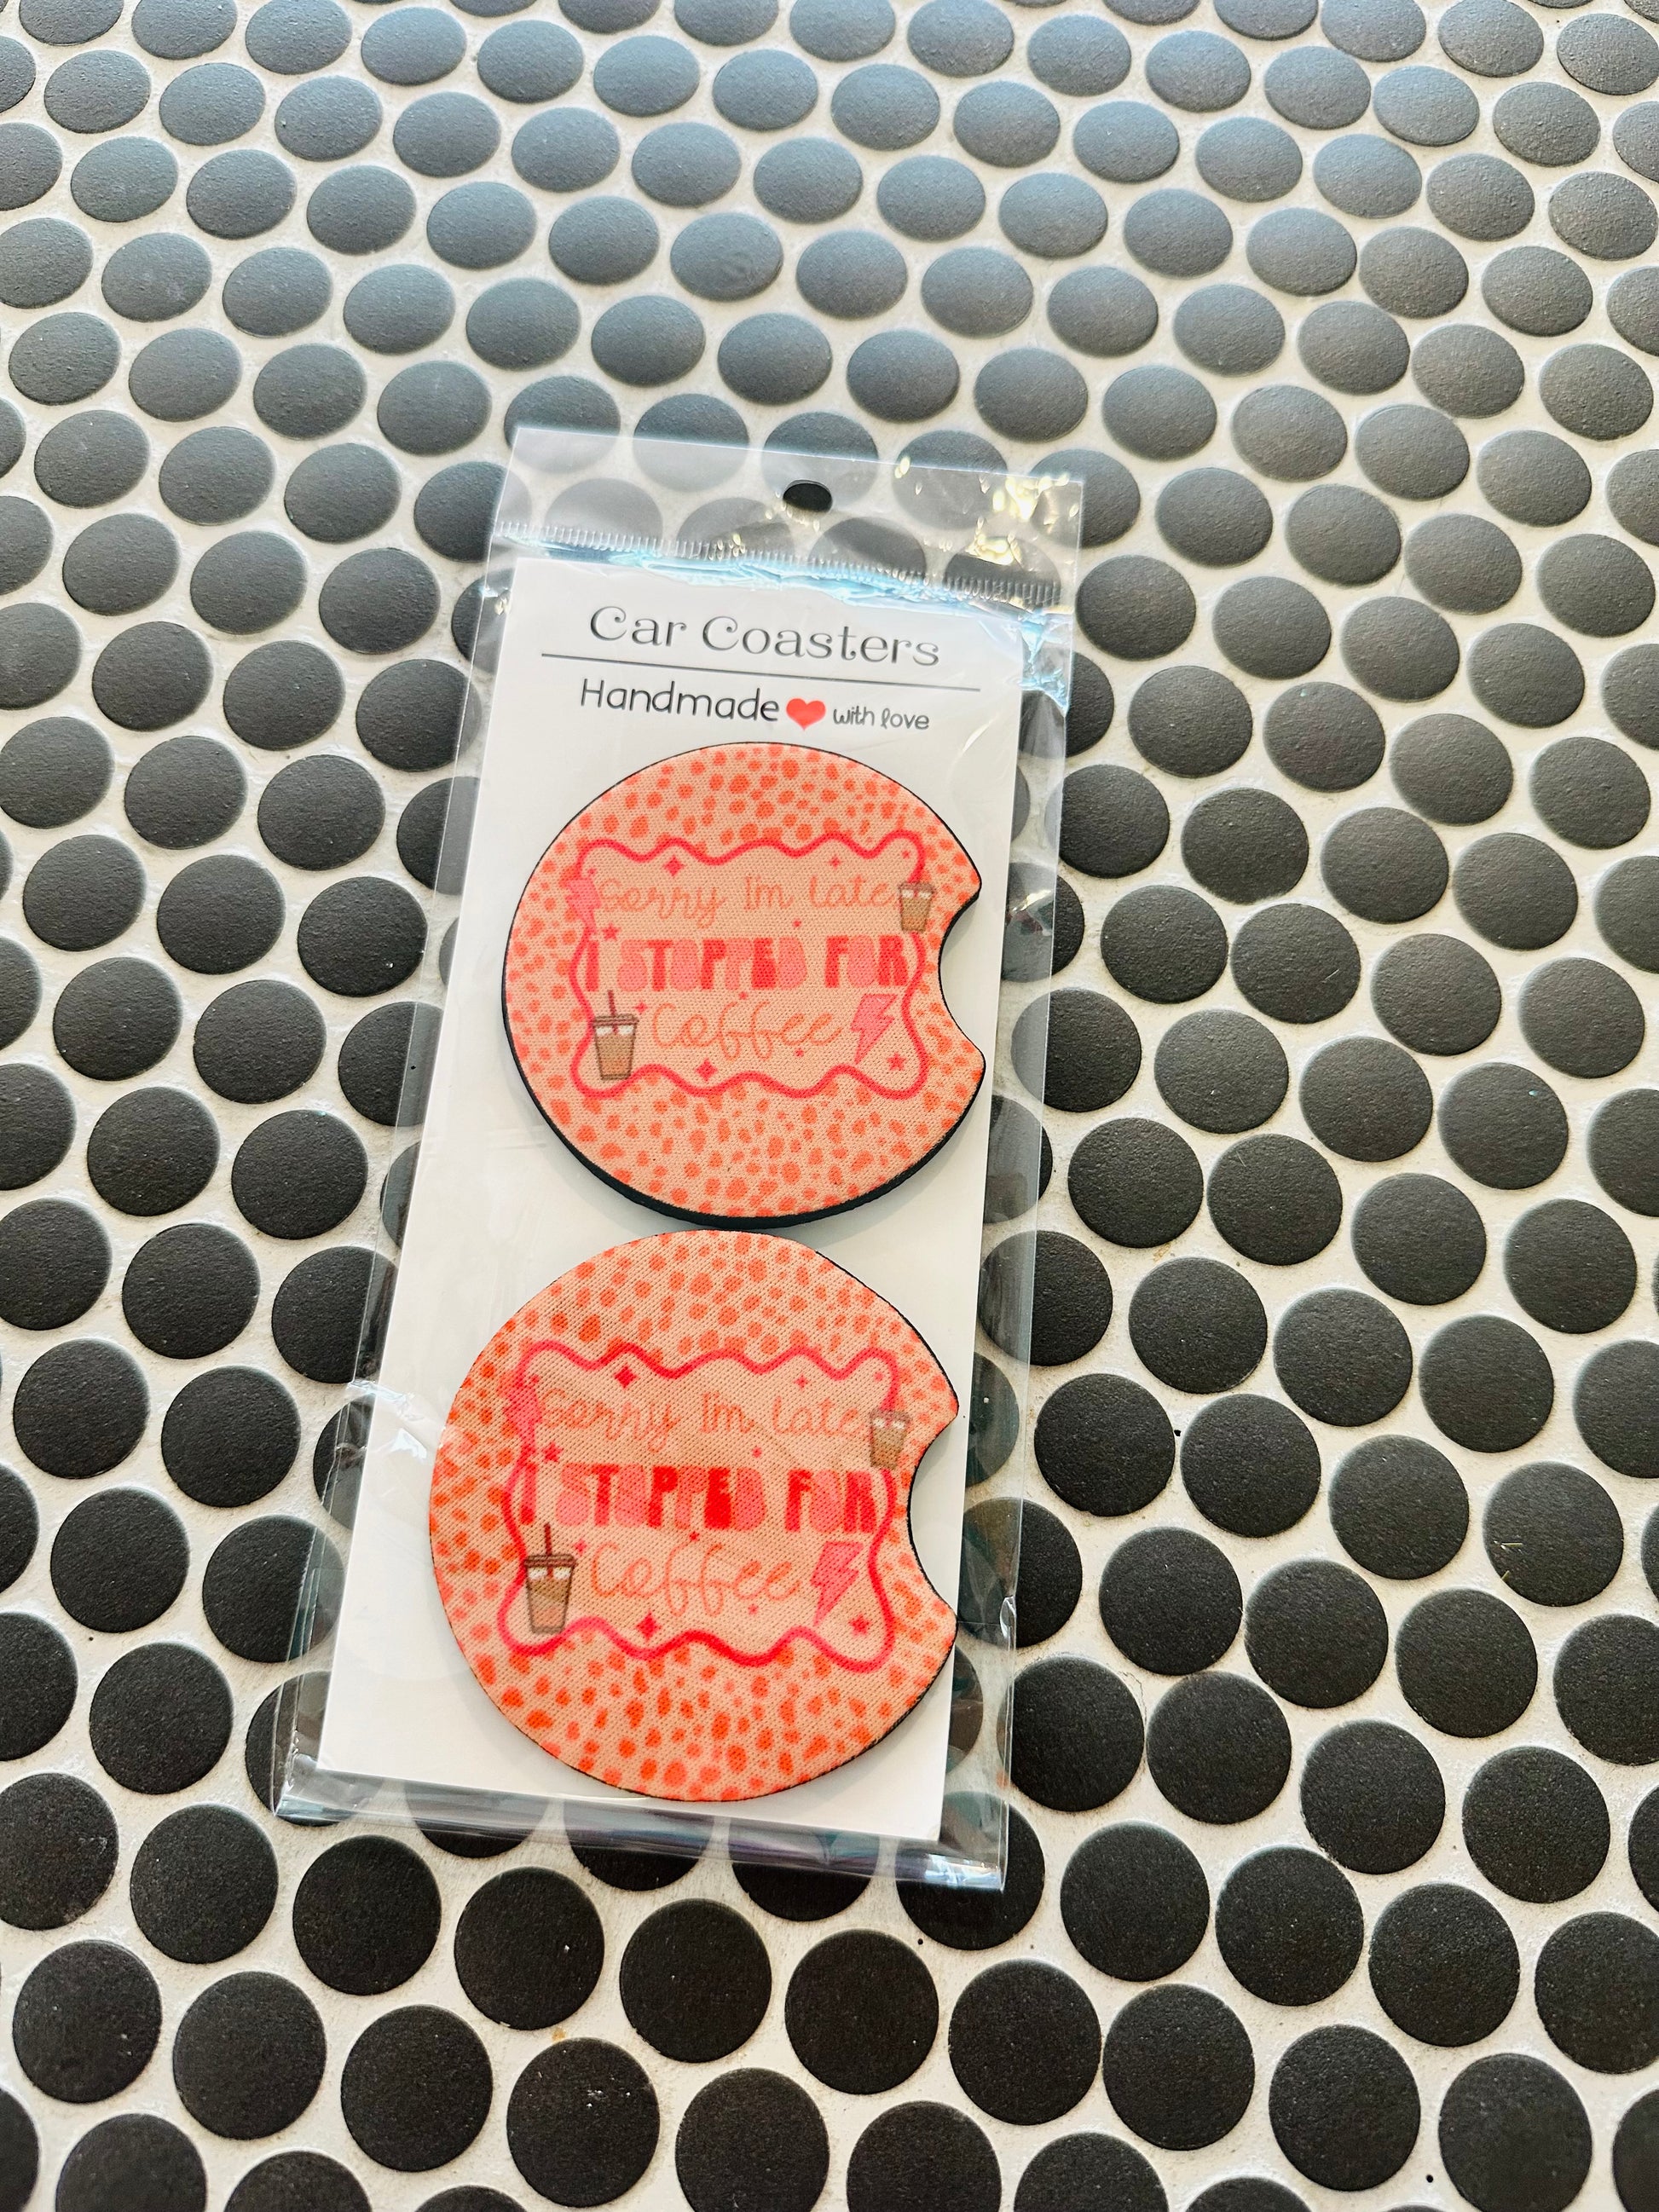 Car Coasters
Handmade with love
Sorry I'm late
I STOPPED FOR
Coffee
Sorry I'm late
I STOPPED FOR
Coffee